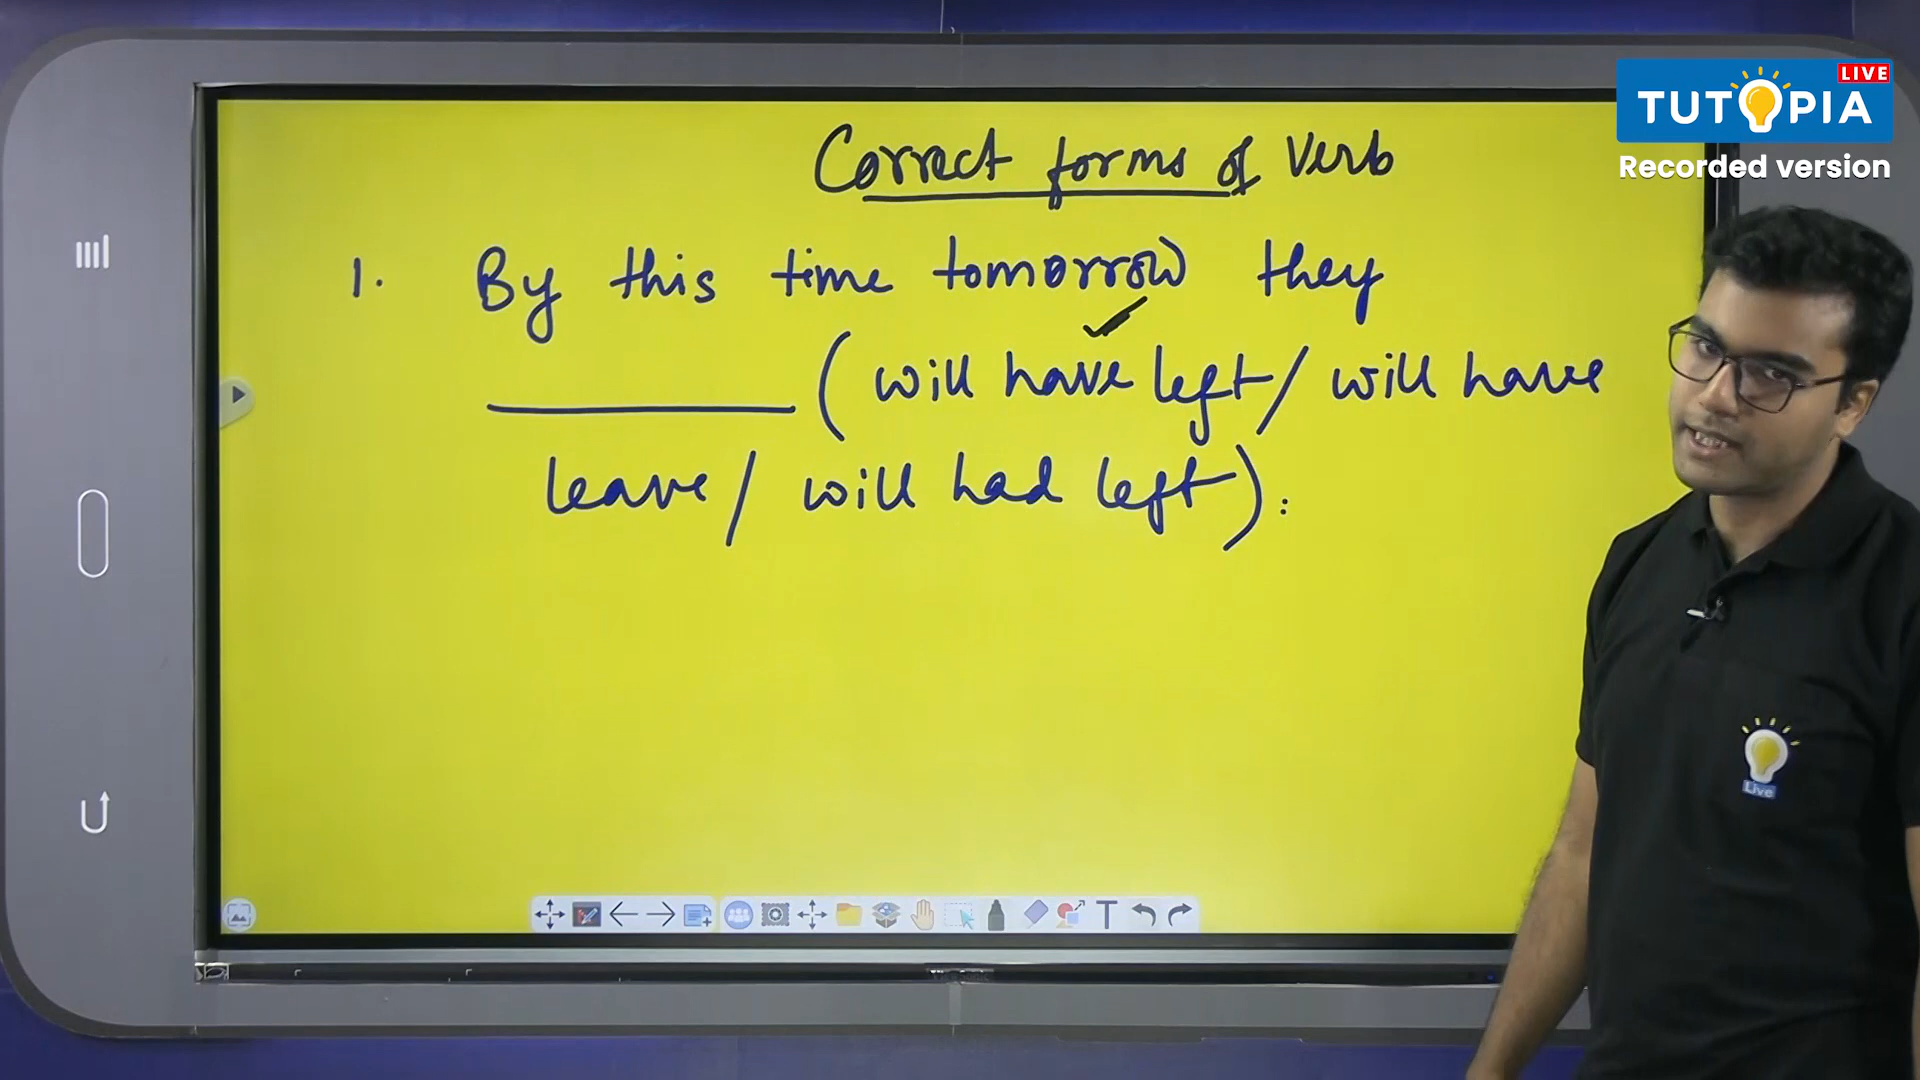 LIVE
TUTOPIA
Recorded version
Correct forms of Verb
1. By this time tomorrow they
________ (will have left/ will have
leave/ will had left).
T
Live